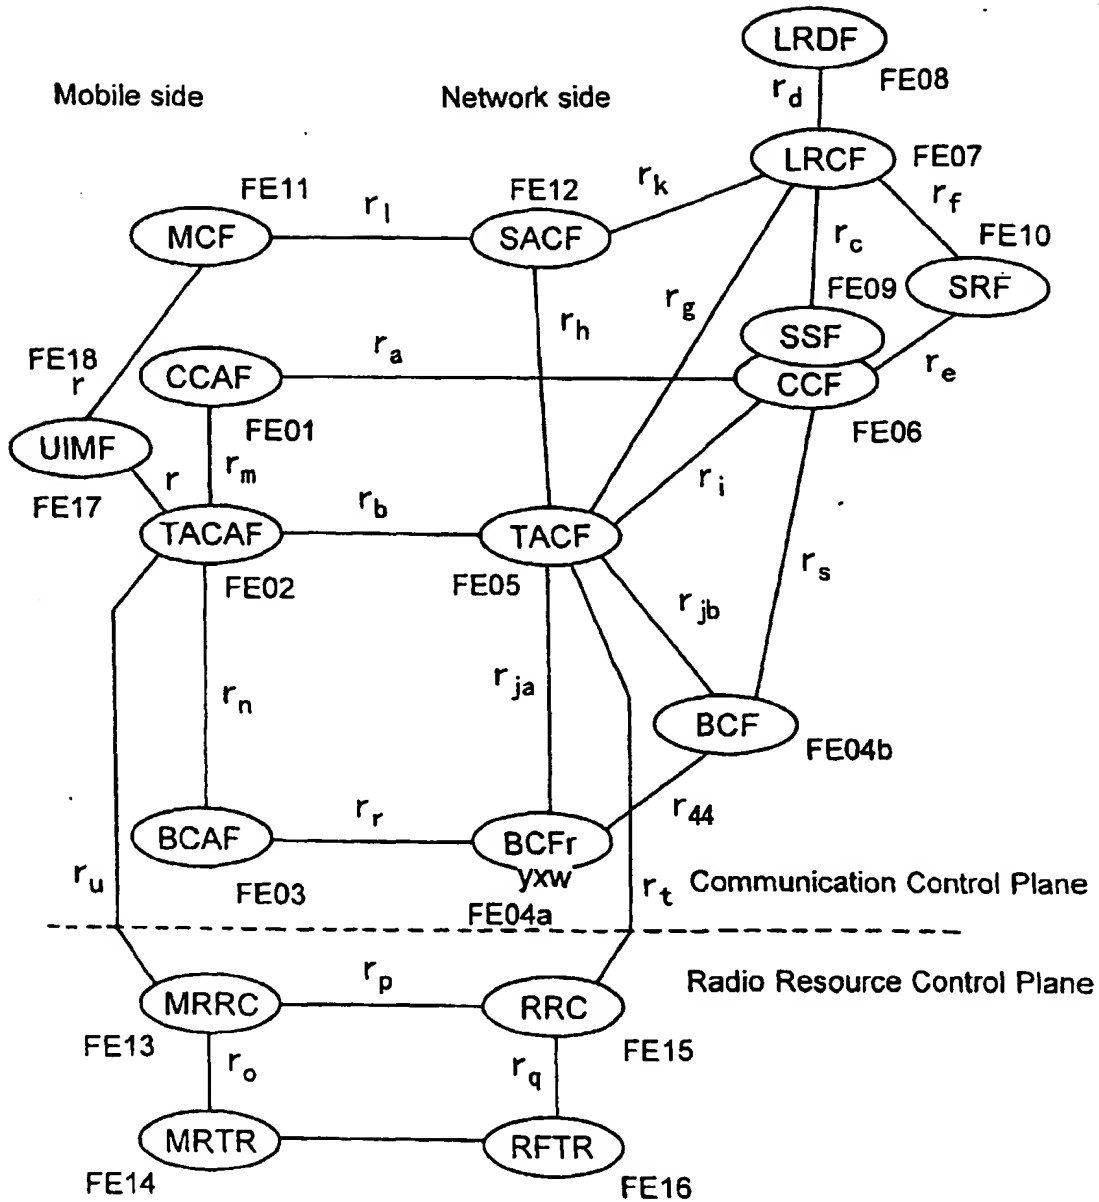 LRDF
FE08
r_d
Mobile side
Network side
LRCF
FE07
FE11
r_l
FE12
r_k
r_f
MCF
SACF
r_c
FE10
FE09
SRF
r_h
r_g
SSF
FE18
r
CCAF
r_a
CCF
r_e
FE01
FE06
UIMF
r
r_m
r_i
FE17
TACAF
r_b
TACF
FE02
FE05
r_s
r_jb
r_n
r_ja
BCF
FE04b
r_44
BCAF
r_r
BCFr
yxw
r_u
FE03
FE04a
r_t
Communication Control Plane
Radio Resource Control Plane
MRRC
r_p
RRC
FE13
FE15
r_o
r_q
MRTR
RFTR
FE14
FE16